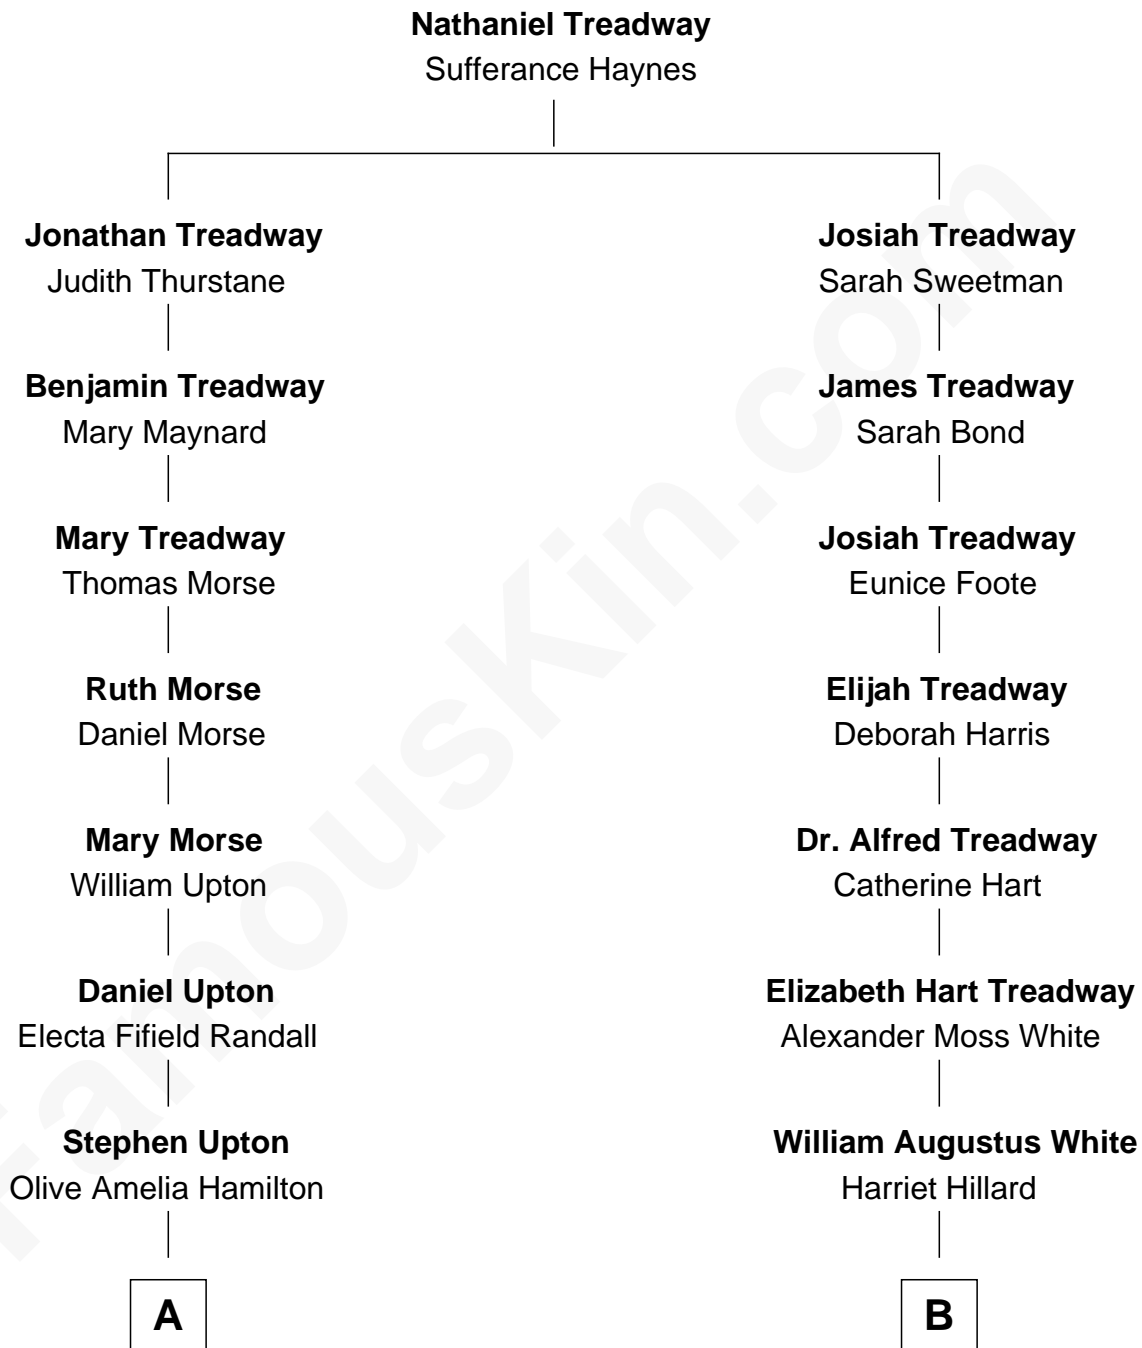 Nathaniel Treadway
Sufferance Haynes
Jonathan Treadway
Judith Thurstane
Benjamin Treadway
Mary Maynard
Mary Treadway
Thomas Morse
Ruth Morse
Daniel Morse
Mary Morse
William Upton
Daniel Upton
Electa Fifield Randall
Stephen Upton
Olive Amelia Hamilton
A
Josiah Treadway
Sarah Sweetman
James Treadway
Sarah Bond
Josiah Treadway
Eunice Foote
Elijah Treadway
Deborah Harris
Dr. Alfred Treadway
Catherine Hart
Elizabeth Hart Treadway
Alexander Moss White
William Augustus White
Harriet Hillard
B
FamousKin.com